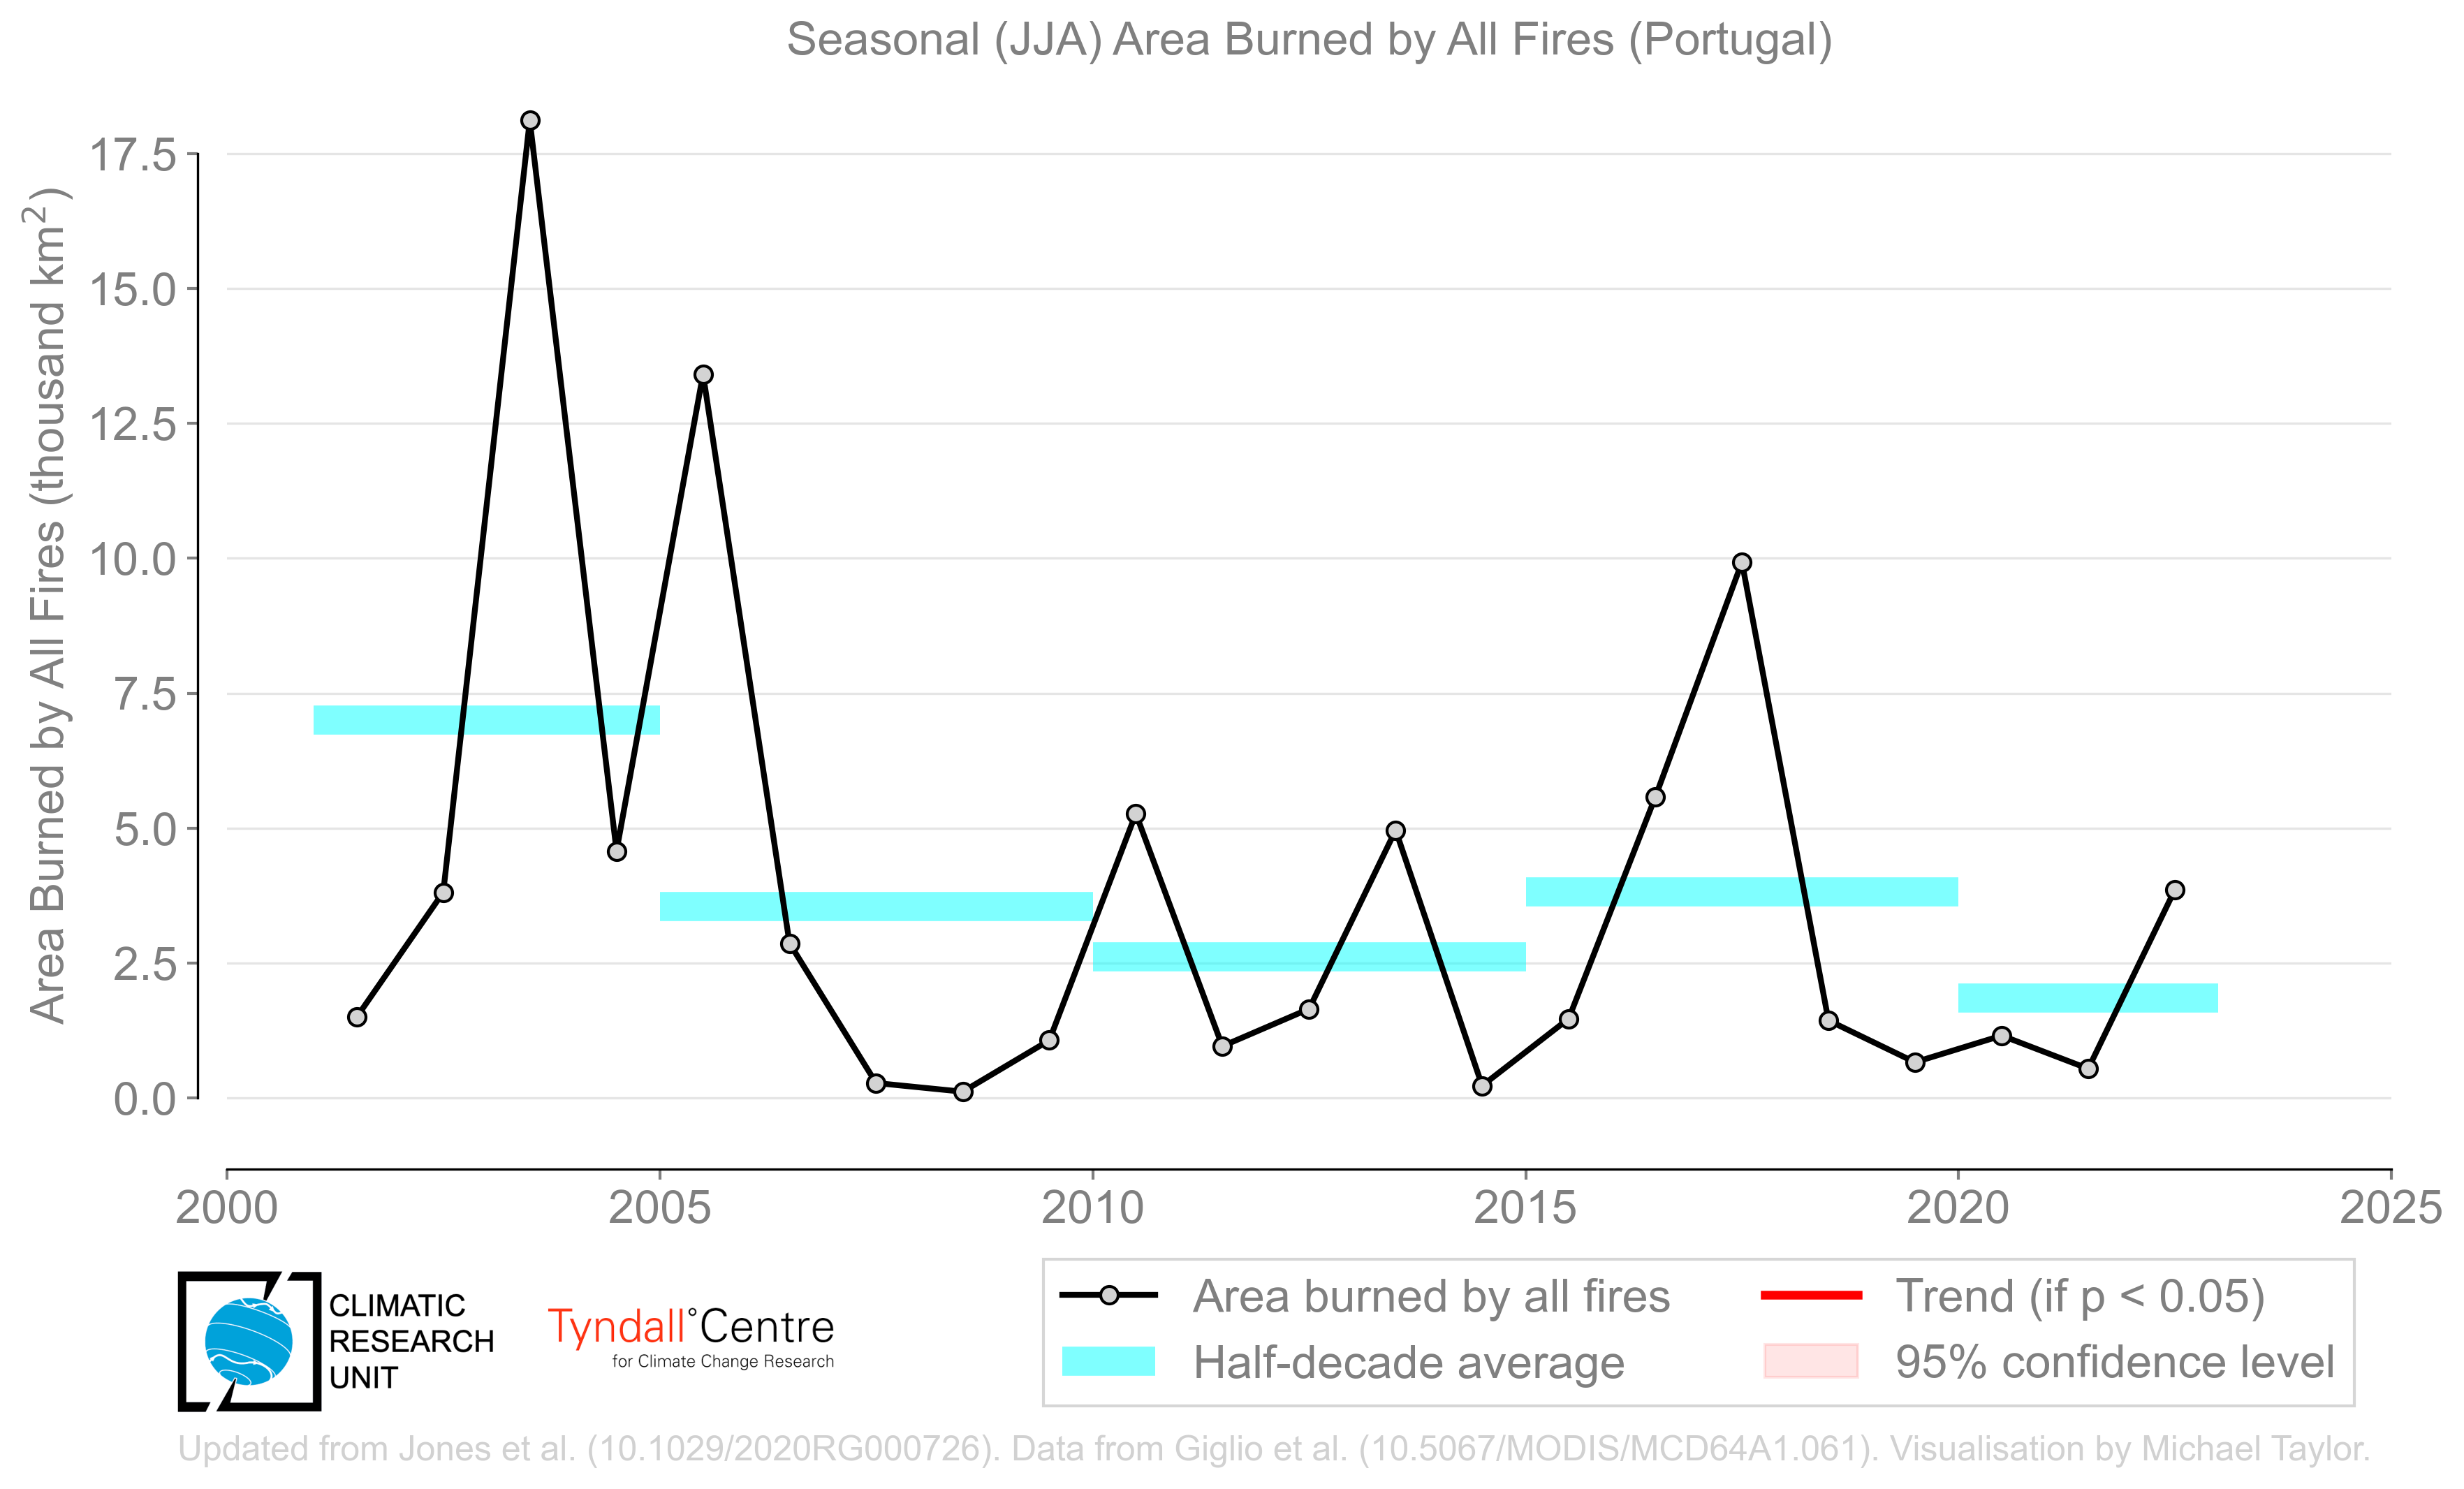 Seasonal (JJA) Area Burned by All Fires (Portugal)
Area Burned by All Fires (thousand km²)
17.5
15.0
12.5
10.0
7.5
5.0
2.5
0.0
2000
2005
2010
2015
2020
2025
CLIMATIC
RESEARCH
UNIT
Tyndall°Centre
for Climate Change Research
Area burned by all fires
Half-decade average
Trend (if p < 0.05)
95% confidence level
Updated from Jones et al. (10.1029/2020RG000726). Data from Giglio et al. (10.5067/MODIS/MCD64A1.061). Visualisation by Michael Taylor.